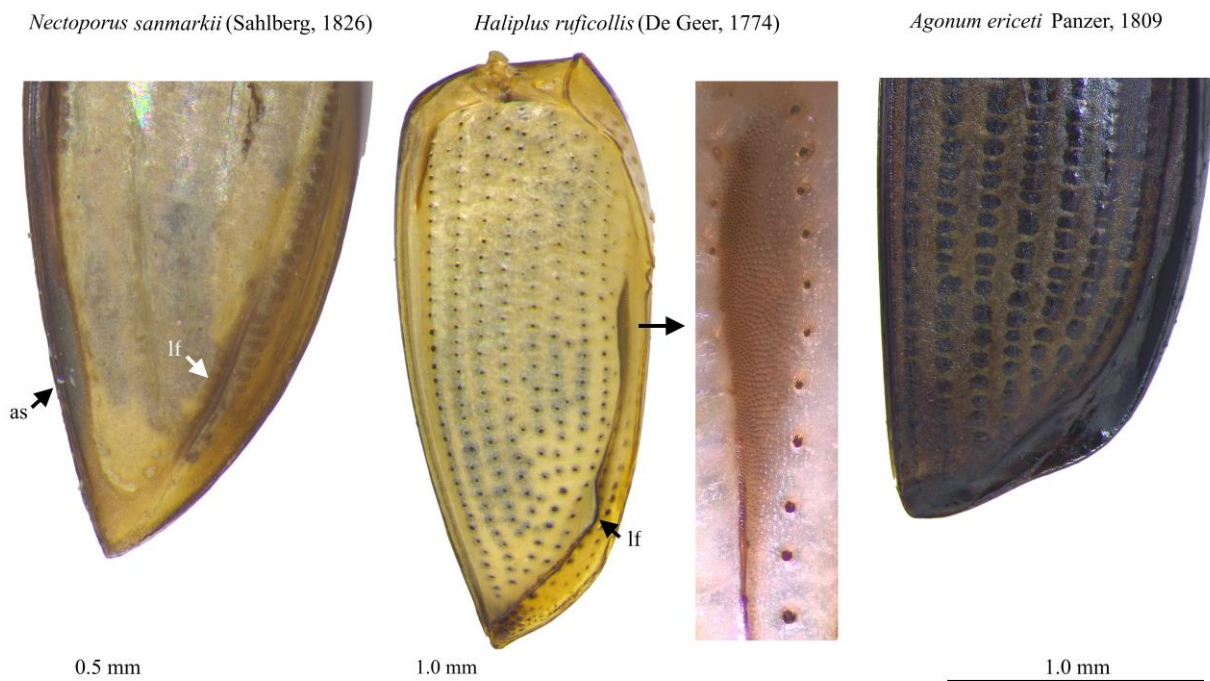 Nectoporus sanmarkii (Sahlberg, 1826)
Haliplus ruficollis (De Geer, 1774)
Agonum ericeti Panzer, 1809
lf
as
lf
0.5 mm
1.0 mm
1.0 mm